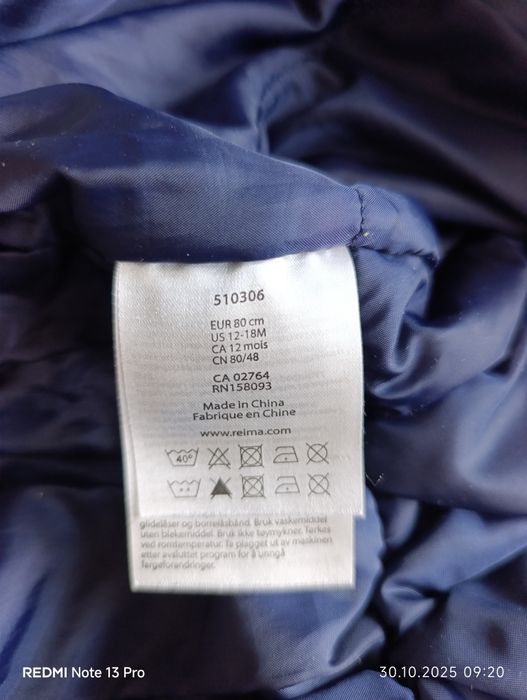 510306
EUR 80 cm
US 12-18M
CA 12 mois
CN 80/48
CA 02764
RN158093
Made in China
Fabrique en Chine
www.reima.com
40°
glidelåser og borrelåsbånd. Bruk vaskemiddel
uten blekemiddel. Bruk ikke tøymykner. Tørkes
ved romtemperatur. Ta plagget ut av maskinen
etter avsluttet program for å unngå
fargeforandringer.
REDMI Note 13 Pro
30.10.2025 09:20